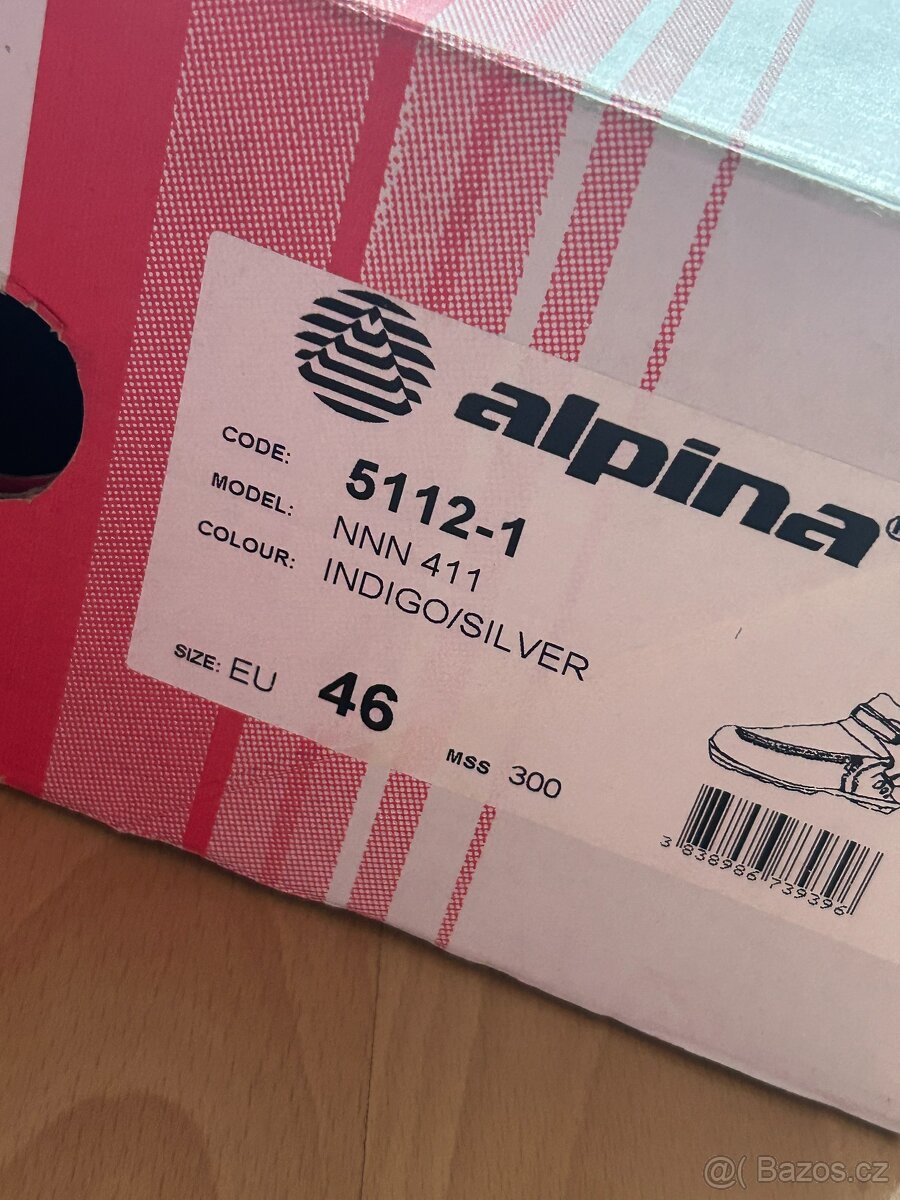 alpina®
CODE: 5112-1
MODEL: NNN 411
COLOUR: INDIGO/SILVER
SIZE: EU 46
MSS 300
3 838986 739396
@( Bazos.cz